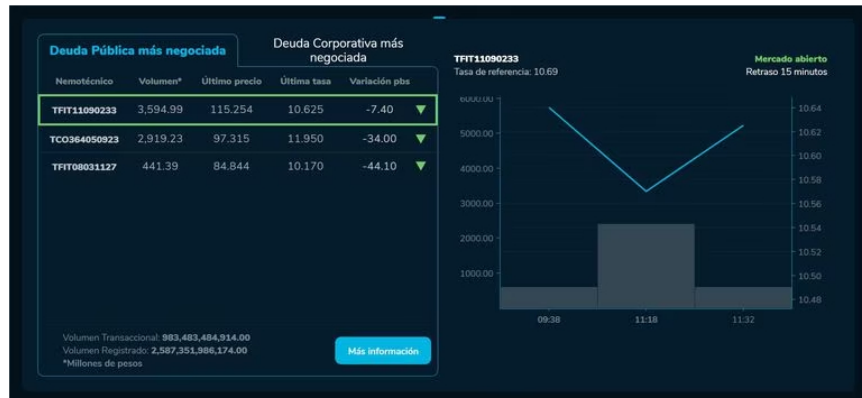 Deuda Pública más negociada
Deuda Corporativa más
negociada
Nemotécnico Volumen* Último precio Última tasa Variación pbs
TFIT11090233 3,594.99 115.254 10.625 -7.40
TCO364050923 2,919.23 97.315 11.950 -34.00
TFIT08031127 441.39 84.844 10.170 -44.10
Volumen Transaccional: 983,483,484,914.00
Volumen Registrado: 2,587,351,986,174.00
*Millones de pesos
Más información
TFIT11090233
Tasa de referencia: 10.69
Mercado abierto
Retraso 15 minutos
6000.00
5000.00
4000.00
3000.00
2000.00
1000.00
10.64
10.62
10.60
10.58
10.56
10.54
10.52
10.50
10.48
09:38 11:18 11:32